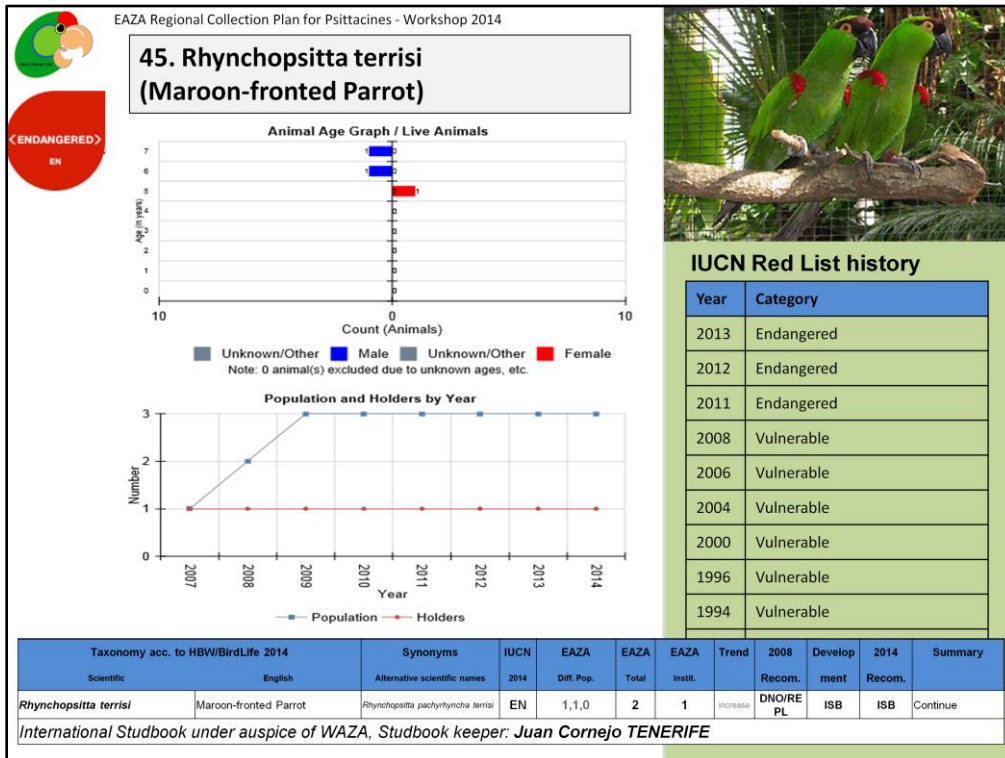 EAZA Regional Collection Plan for Psittacines - Workshop 2014
45. Rhynchopsitta terrisi
(Maroon-fronted Parrot)
<ENDANGERED>
EN
Animal Age Graph / Live Animals
Age (in years)
7 1 0
6 1 0
5 0 1
4 0
3 0
2 0
1 0
0 0
10 0 10
Count (Animals)
Unknown/Other Male Unknown/Other Female
Note: 0 animal(s) excluded due to unknown ages, etc.
Population and Holders by Year
Number
3
2
1
0
2007 2008 2009 2010 2011 2012 2013 2014
Year
Population Holders
IUCN Red List history
Year Category
2013 Endangered
2012 Endangered
2011 Endangered
2008 Vulnerable
2006 Vulnerable
2004 Vulnerable
2000 Vulnerable
1996 Vulnerable
1994 Vulnerable
Taxonomy acc. to HBW/BirdLife 2014 Synonyms IUCN EAZA EAZA EAZA Trend 2008 Develop 2014 Summary
Scientific English Alternative scientific names 2014 Diff. Pop. Total Instit. Recom. ment Recom.
Rhynchopsitta terrisi Maroon-fronted Parrot Rhynchopsitta pachyrhyncha terrisi EN 1,1,0 2 1 increase DNO/RE ISB ISB Continue
PL
International Studbook under auspice of WAZA, Studbook keeper: Juan Cornejo TENERIFE